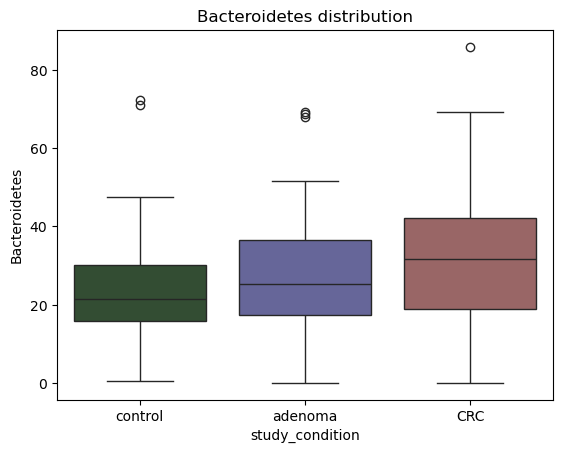 Bacteroidetes distribution
80
60
40
20
0
Bacteroidetes
control adenoma CRC
study_condition